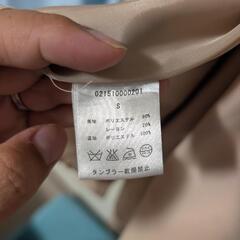 021510000201
S
表地 ポリエステル 80%
レーヨン 20%
裏地 ポリエステル 100%
タンブラー乾燥禁止